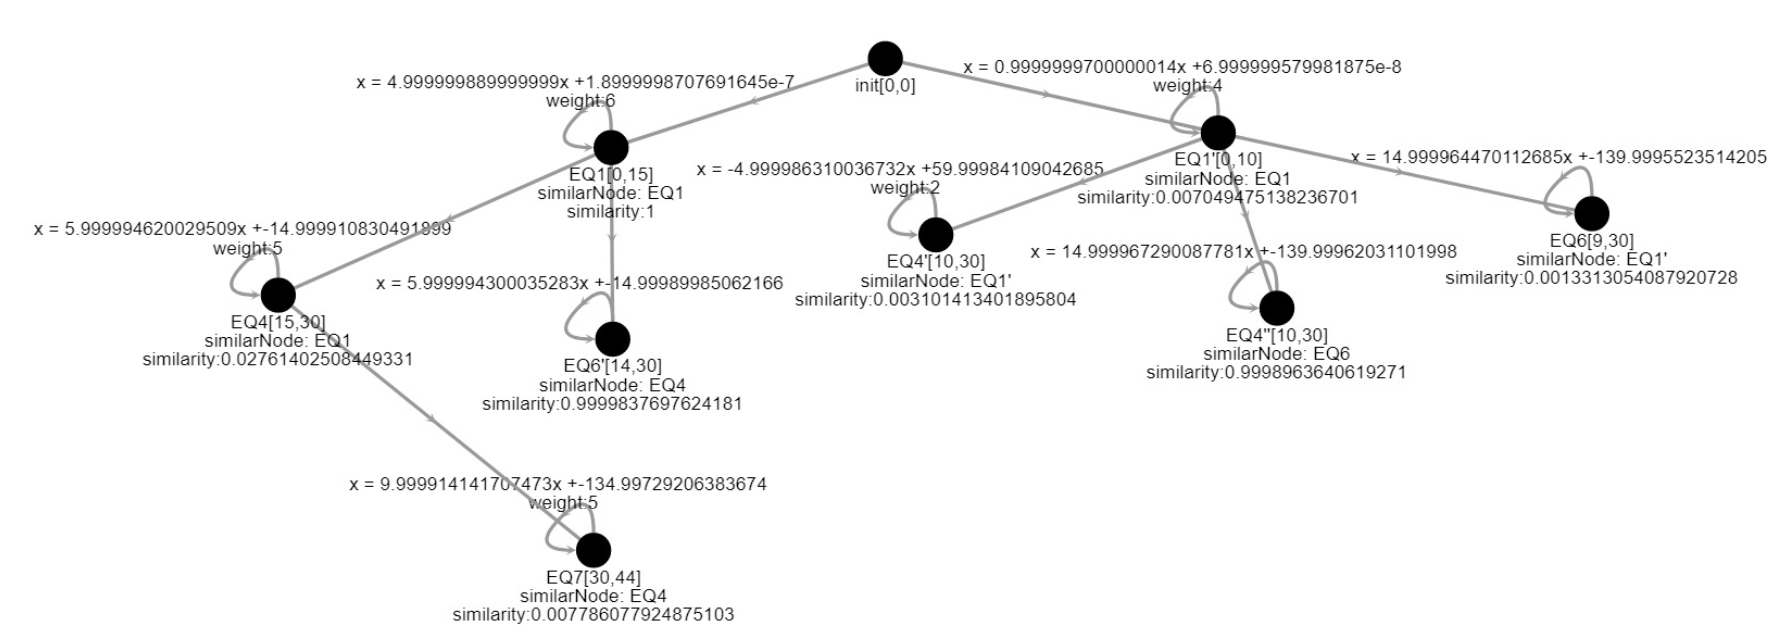 init[0,0]
x = 4.999999889999999x +1.8999998707691645e-7
weight:6
EQ1[0,15]
similarNode: EQ1
similarity:1
x = 0.9999999700000014x +6.999999579981875e-8
weight:4
EQ1'[0,10]
similarNode: EQ1
similarity:0.007049475138236701
x = 14.999964470112685x +-139.9995523514205
EQ6[9,30]
similarNode: EQ1'
similarity:0.0013313054087920728
x = -4.999986310036732x +59.99984109042685
weight:2
EQ4'[10,30]
similarNode: EQ1'
similarity:0.003101413401895804
x = 14.999967290087781x +-139.99962031101998
EQ4''[10,30]
similarNode: EQ6
similarity:0.9998963640619271
x = 5.999994620029509x +-14.999910830491899
weight:5
EQ4[15,30]
similarNode: EQ1
similarity:0.02761402508449331
x = 5.999994300035283x +-14.99989985062166
EQ6'[14,30]
similarNode: EQ4
similarity:0.9999837697624181
x = 9.999914141707473x +-134.99729206383674
weight:5
EQ7[30,44]
similarNode: EQ4
similarity:0.0077860779248​75103